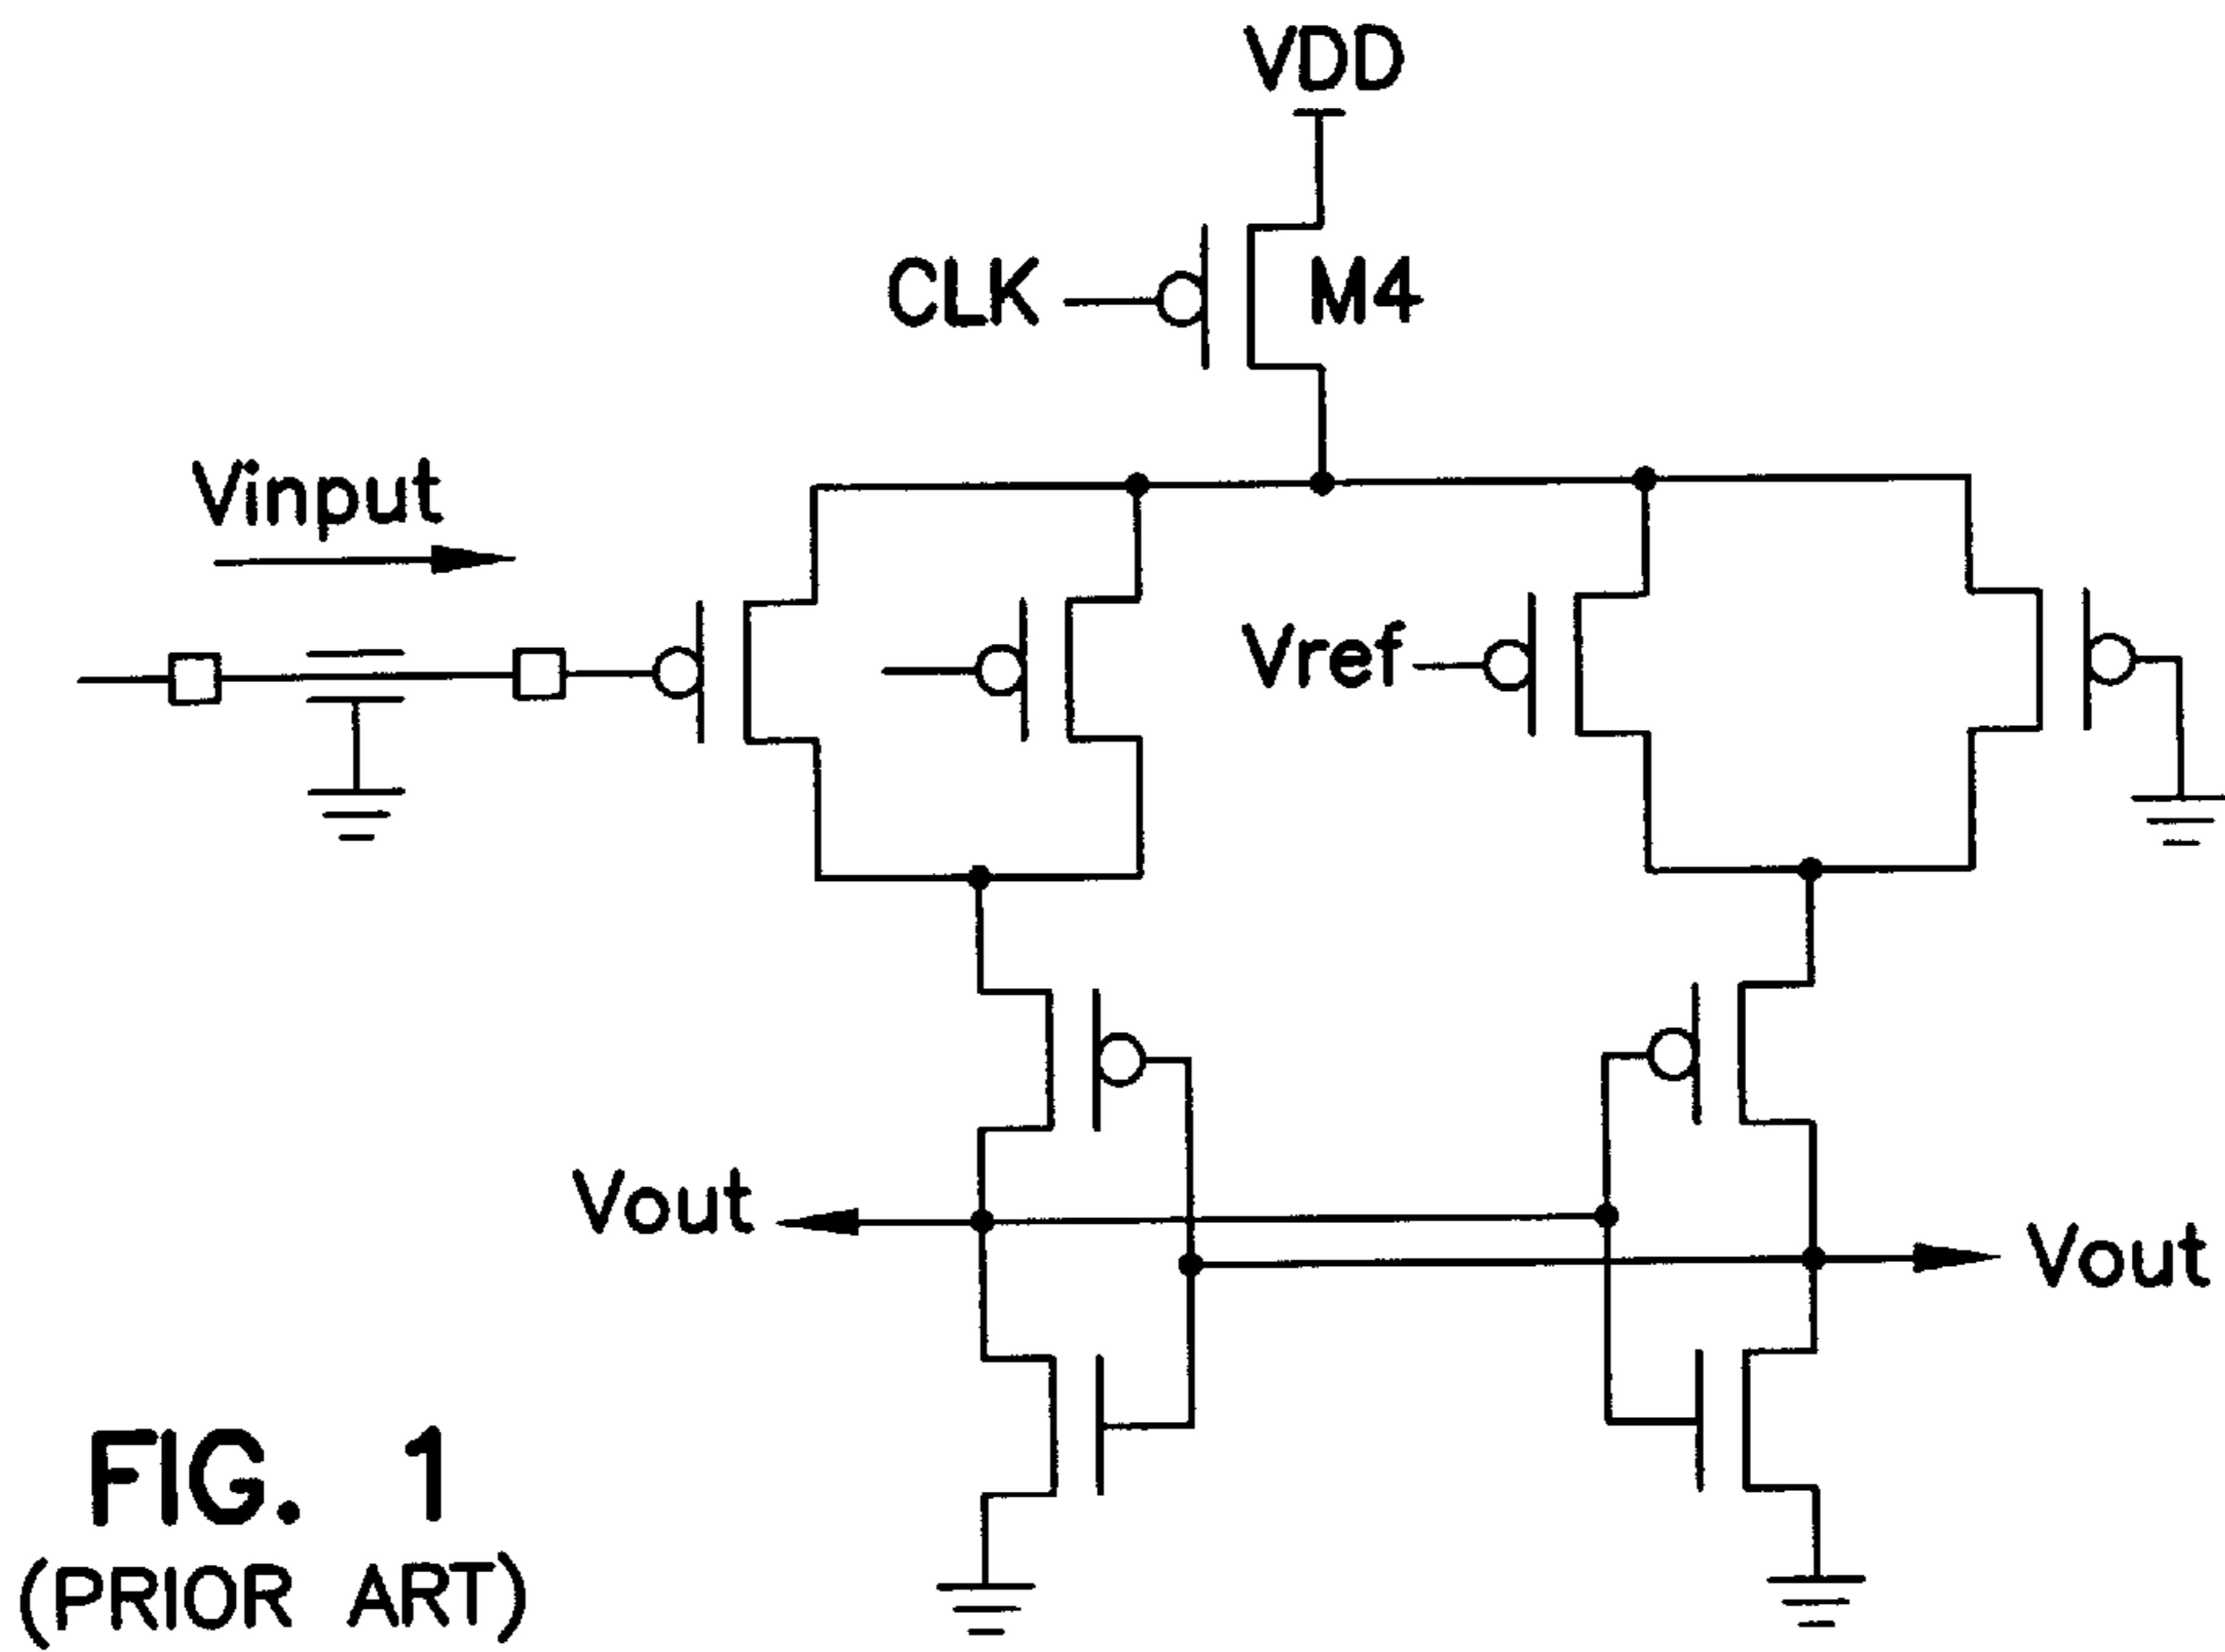 VDD
CLK
M4
Vinput
Vref
Vout
Vout
FIG. 1
(PRIOR ART)